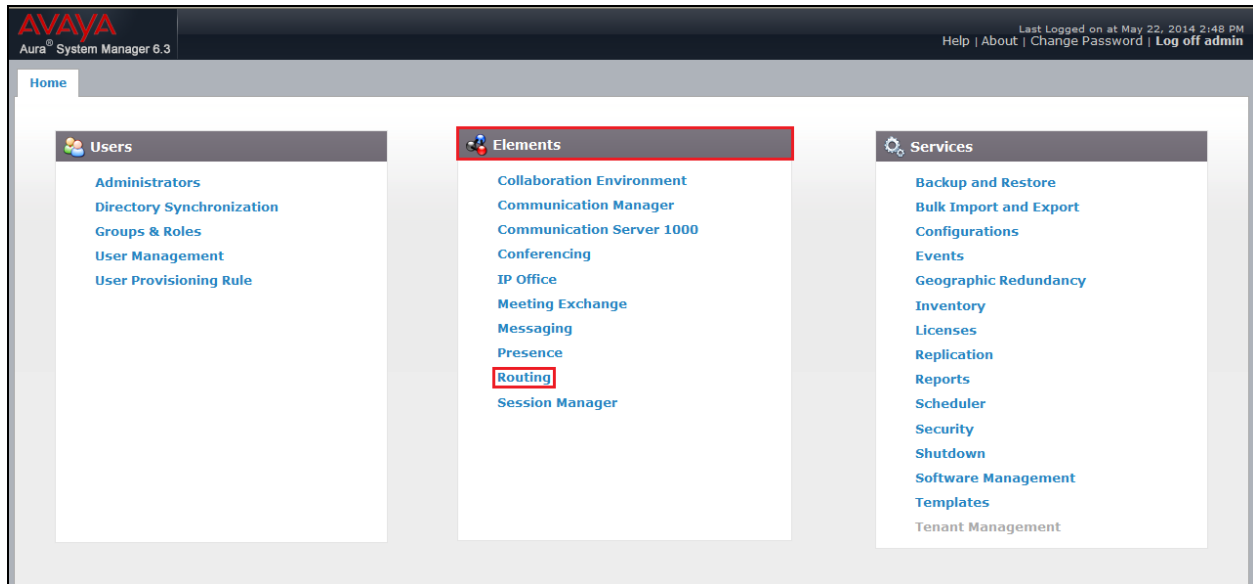 AVAYA
Aura® System Manager 6.3
Last Logged on at May 22, 2014 2:48 PM
Help | About | Change Password | Log off admin
Home
Users
Administrators
Directory Synchronization
Groups & Roles
User Management
User Provisioning Rule
Elements
Collaboration Environment
Communication Manager
Communication Server 1000
Conferencing
IP Office
Meeting Exchange
Messaging
Presence
Routing
Session Manager
Services
Backup and Restore
Bulk Import and Export
Configurations
Events
Geographic Redundancy
Inventory
Licenses
Replication
Reports
Scheduler
Security
Shutdown
Software Management
Templates
Tenant Management